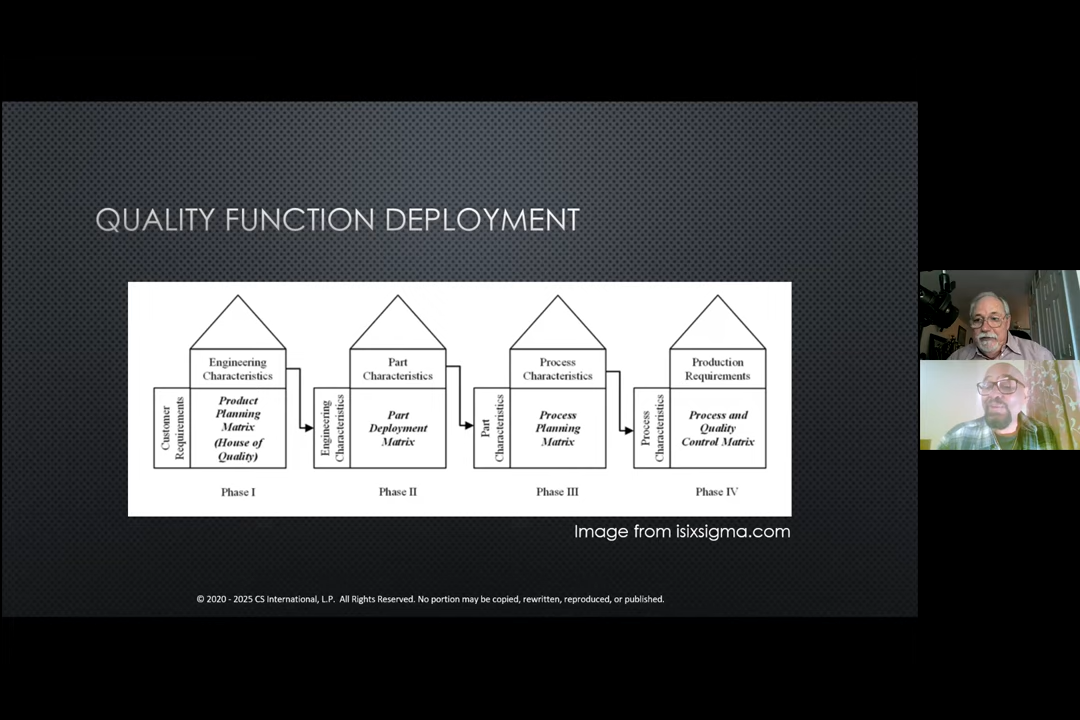 QUALITY FUNCTION DEPLOYMENT
Engineering
Characteristics
Customer
Requirements
Product
Planning
Matrix
(House of
Quality)
Phase I
Part
Characteristics
Engineering
Characteristics
Part
Deployment
Matrix
Phase II
Process
Characteristics
Part
Characteristics
Process
Planning
Matrix
Phase III
Production
Requirements
Process
Characteristics
Process and
Quality
Control Matrix
Phase IV
Image from isixsigma.com
© 2020 - 2025 CS International, L.P. All Rights Reserved. No portion may be copied, rewritten, reproduced, or published.